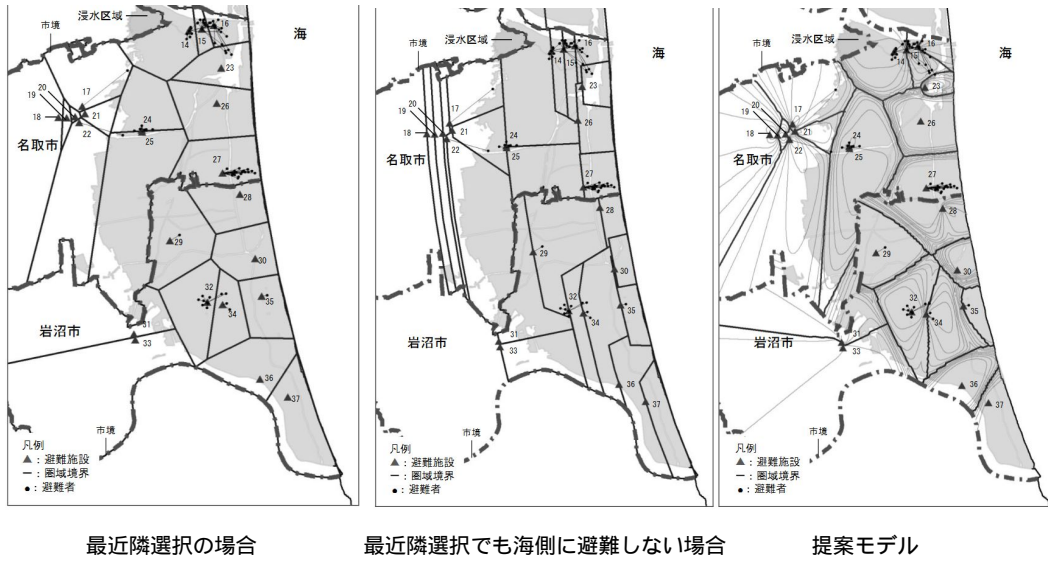 市境
浸水区域
海
16
15
14
23
20
19
18
17
21
22
26
24
25
名取市
27
28
29
30
32
35
34
31
33
岩沼市
36
37
市境
凡例
▲：避難施設
ー：圏域境界
●：避難者
最近隣選択の場合
市境
浸水区域
海
16
15
14
23
20
19
18
17
21
22
26
24
25
名取市
27
28
29
30
32
35
34
31
33
岩沼市
36
37
市境
凡例
▲：避難施設
ー：圏域境界
●：避難者
最近隣選択でも海側に避難しない場合
市境
浸水区域
海
16
15
14
23
20
19
18
17
21
22
26
24
25
名取市
27
28
29
30
32
35
34
31
33
岩沼市
36
37
市境
凡例
▲：避難施設
ー：圏域境界
●：避難者
提案モデル